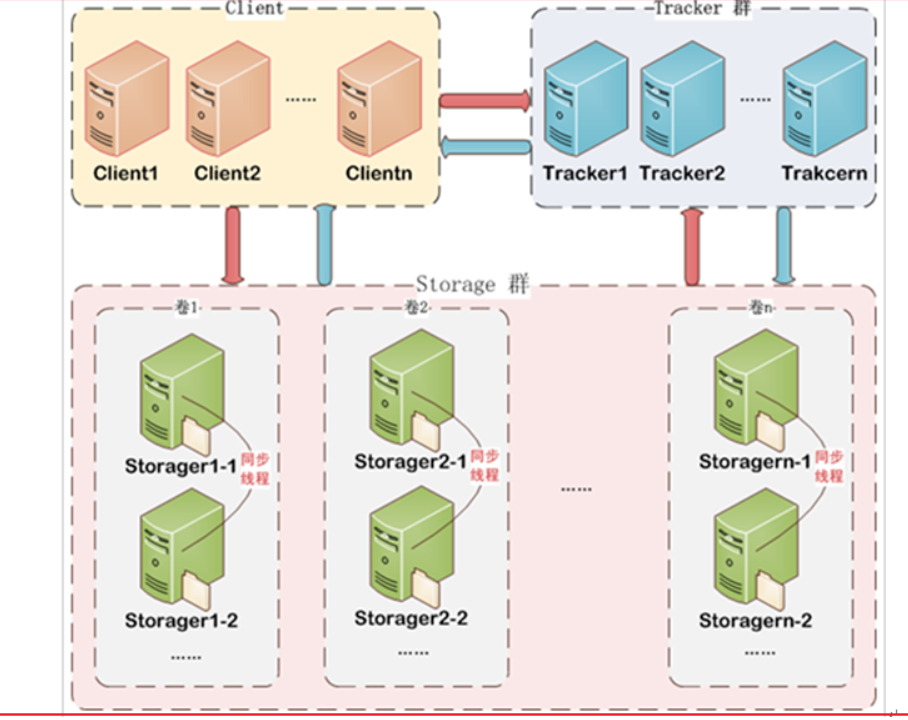 Client
Tracker 群
……
……
Client1 Client2 Clientn
Tracker1 Tracker2 Trakcern
Storage 群
卷1
卷2
卷n
Storager1-1
同步
线程
Storager1-2
……
Storager2-1
同步
线程
Storager2-2
……
……
Storagern-1
同步
线程
Storagern-2
……